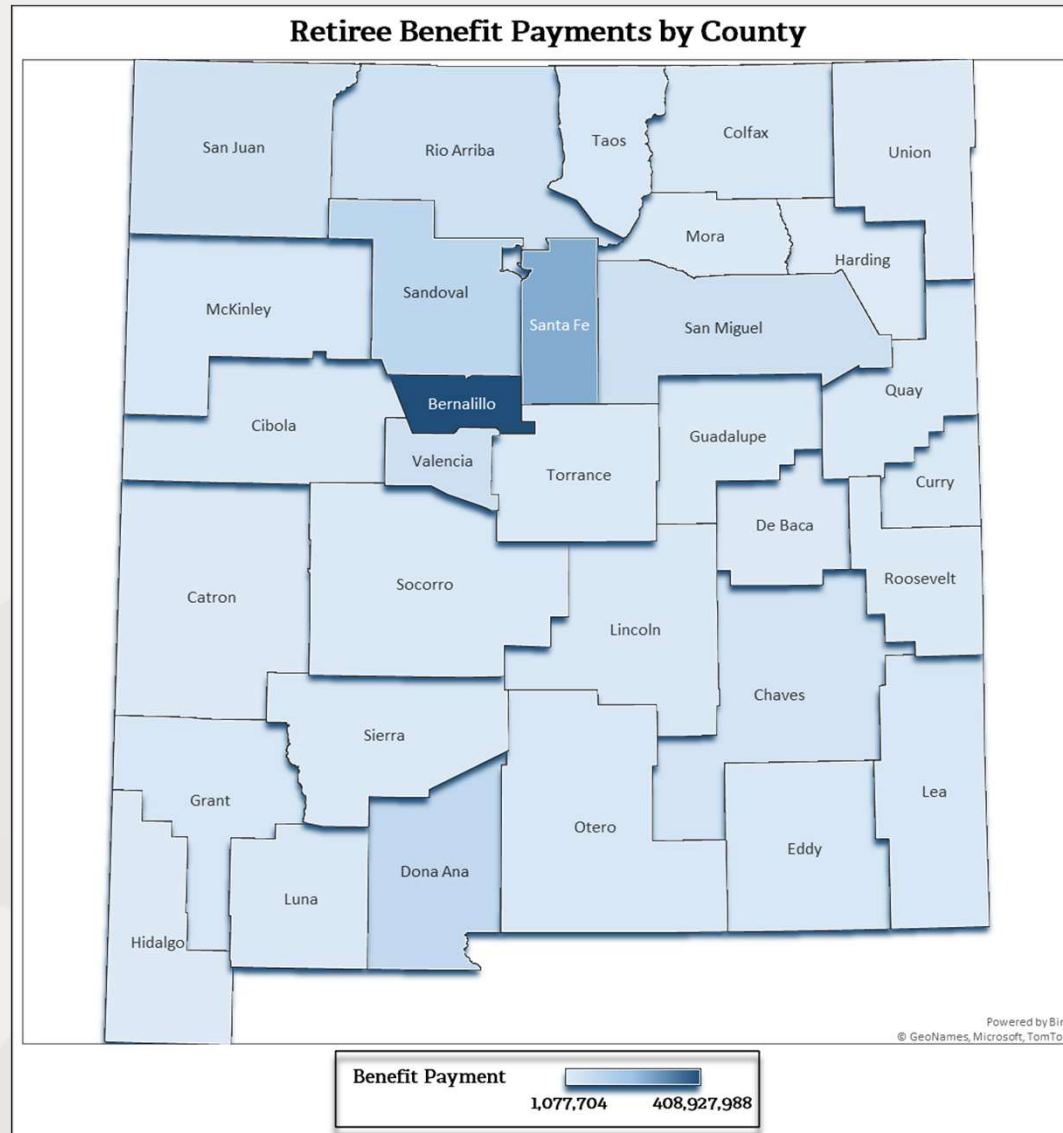 Retiree Benefit Payments by County
San Juan
Rio Arriba
Taos
Colfax
Union
Mora
Harding
McKinley
Sandoval
Santa Fe
San Miguel
Quay
Cibola
Bernalillo
Valencia
Torrance
Guadalupe
Curry
De Baca
Roosevelt
Catron
Socorro
Lincoln
Chaves
Sierra
Grant
Otero
Lea
Eddy
Dona Ana
Luna
Hidalgo
Powered by
© GeoNames, Microsoft,
Benefit Payment
1,077,704 408,927,988